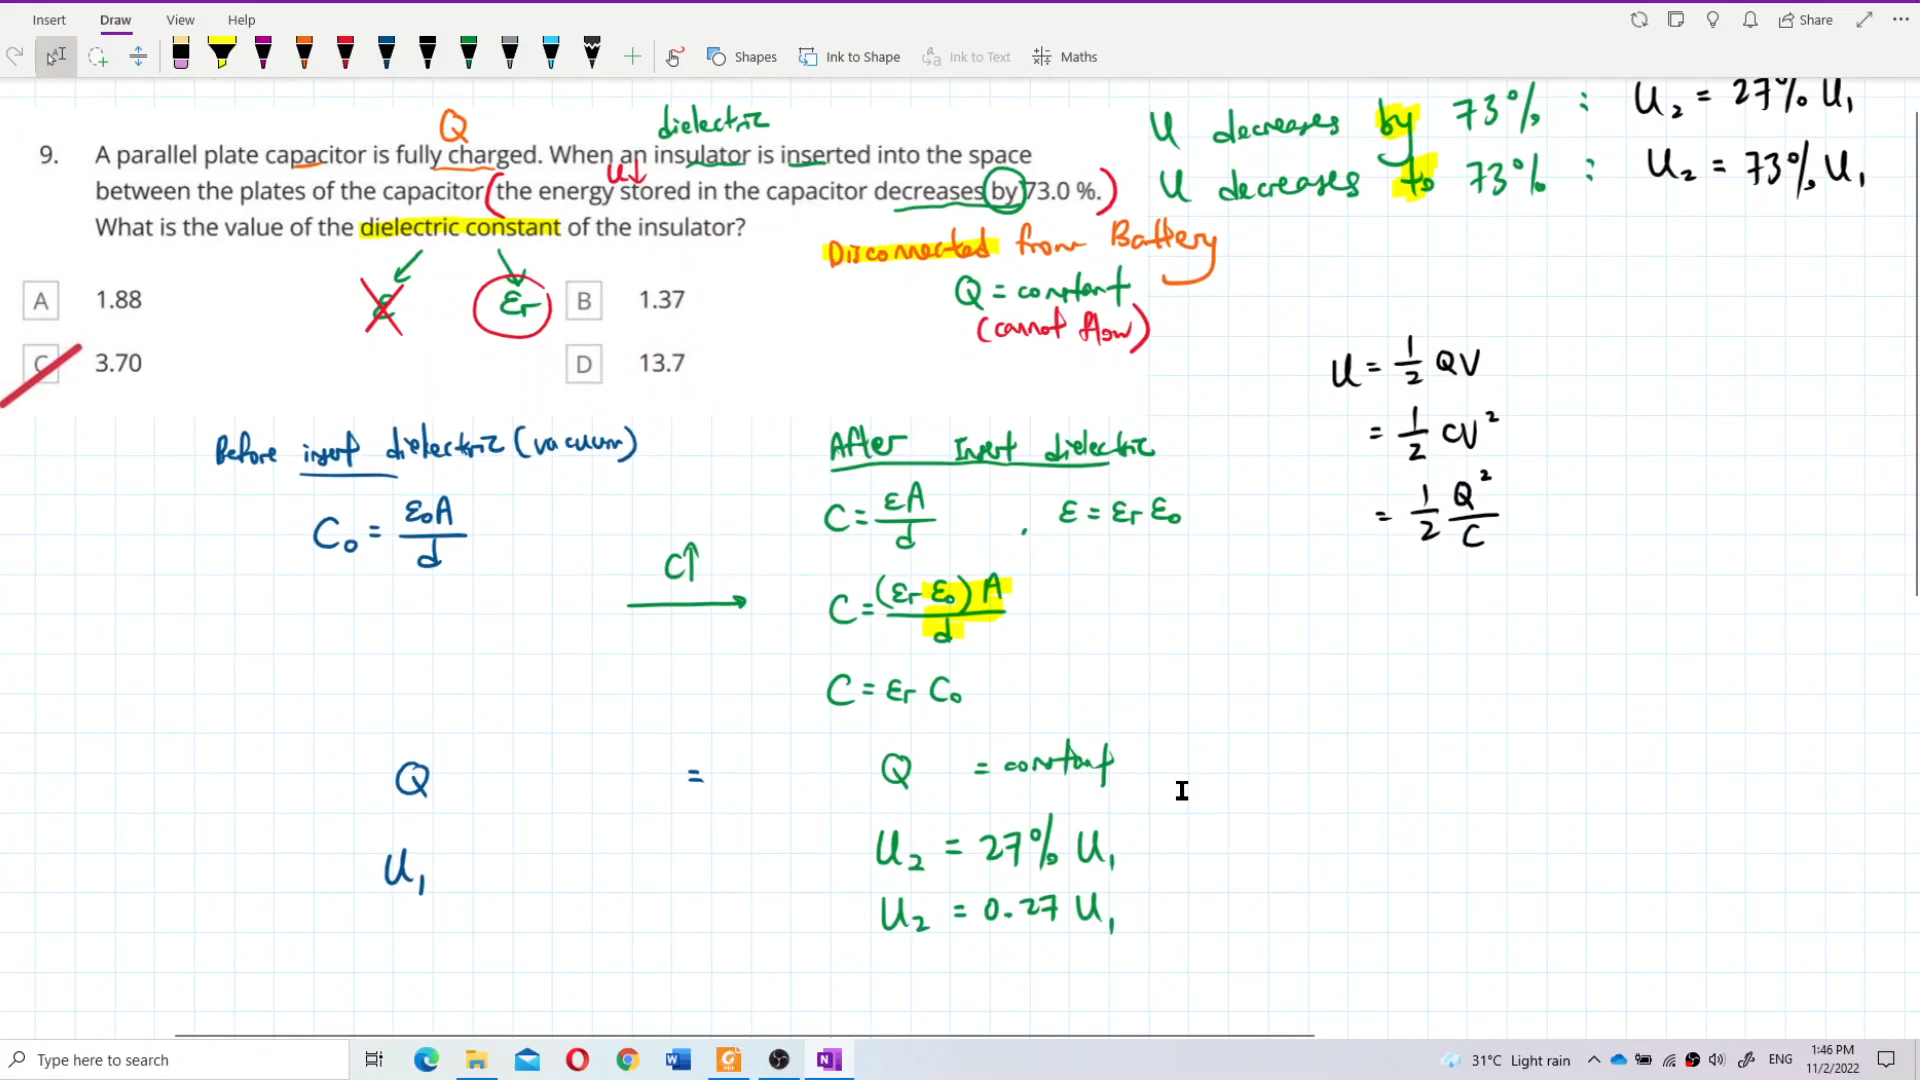 Insert Draw View Help Share
Shapes Ink to Shape Ink to Text Maths
Q dielectric
9. A parallel plate capacitor is fully charged. When an insulator is inserted into the space
U↓
between the plates of the capacitor (the energy stored in the capacitor decreases by 73.0 %.)
What is the value of the dielectric constant of the insulator?
ε εr
A 1.88 B 1.37
C 3.70 D 13.7
U decreases by 73% : U₂ = 27% U₁
U decreases to 73% : U₂ = 73% U₁
Disconnected from Battery
Q = constant
(cannot flow)
U = 1/2 QV
= 1/2 CV²
= 1/2 Q²/C
Before insert dielectric (vacuum)
C₀ = ε₀A/d
C↑
After Insert dielectric
C = εA/d , ε = εr ε₀
C = (εr ε₀) A/d
C = εr C₀
Q = Q = constant
U₁ U₂ = 27% U₁
U₂ = 0.27 U₁
Type here to search
31°C Light rain ENG 1:46 PM
11/2/2022